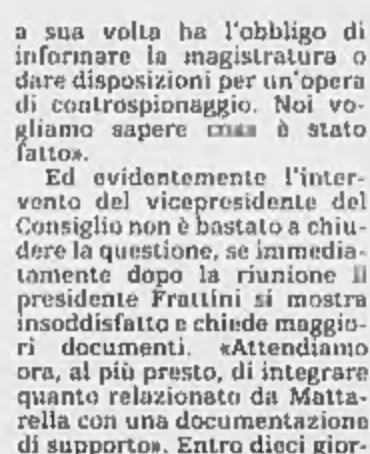 a sua volta ha l'obbligo di
informare la magistratura o
dare disposizioni per un'opera
di controspionaggio. Noi vo-
gliamo sapere cosa è stato
fatto».
Ed evidentemente l'inter-
vento del vicepresidente del
Consiglio non è bastato a chiu-
dere la questione, se immedia-
tamente dopo la riunione il
presidente Frattini si mostra
insoddisfatto e chiede maggio-
ri documenti. «Attendiamo
ora, al più presto, di integrare
quanto relazionato da Matta-
rella con una documentazione
di supporto». Entro dieci gior-